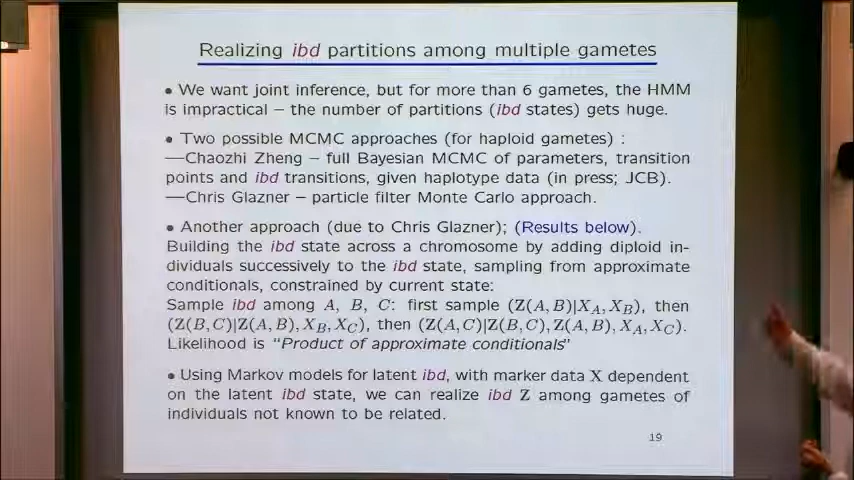 Realizing ibd partitions among multiple gametes
• We want joint inference, but for more than 6 gametes, the HMM
is impractical – the number of partitions (ibd states) gets huge.
• Two possible MCMC approaches (for haploid gametes) :
—Chaozhi Zheng – full Bayesian MCMC of parameters, transition
points and ibd transitions, given haplotype data (in press; JCB).
—Chris Glazner – particle filter Monte Carlo approach.
• Another approach (due to Chris Glazner); (Results below).
Building the ibd state across a chromosome by adding diploid in-
dividuals successively to the ibd state, sampling from approximate
conditionals, constrained by current state:
Sample ibd among A, B, C: first sample (Z(A, B)|X_A, X_B), then
(Z(B, C)|Z(A, B), X_B, X_C), then (Z(A, C)|Z(B, C), Z(A, B), X_A, X_C).
Likelihood is "Product of approximate conditionals"
• Using Markov models for latent ibd, with marker data X dependent
on the latent ibd state, we can realize ibd Z among gametes of
individuals not known to be related.
19